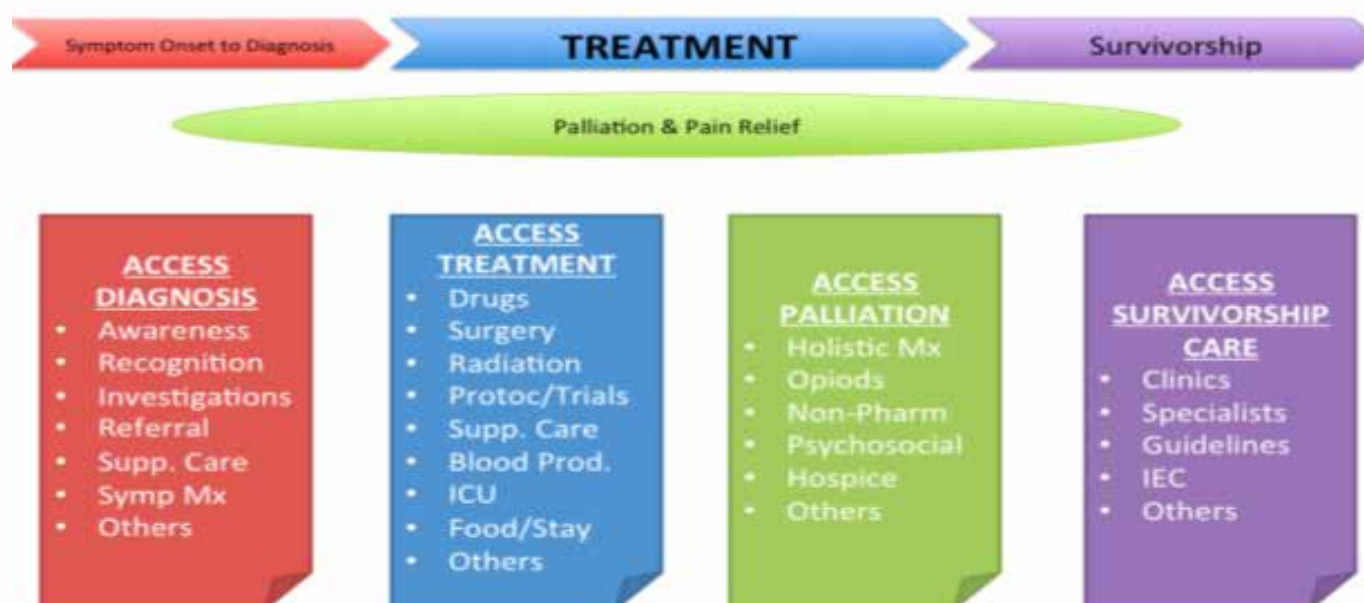 Symptom Onset to Diagnosis
TREATMENT
Survivorship
Palliation & Pain Relief
ACCESS
DIAGNOSIS
• Awareness
• Recognition
• Investigations
• Referral
• Supp. Care
• Symp Mx
• Others
ACCESS
TREATMENT
• Drugs
• Surgery
• Radiation
• Protoc/Trials
• Supp. Care
• Blood Prod.
• ICU
• Food/Stay
• Others
ACCESS
PALLIATION
• Holistic Mx
• Opiods
• Non-Pharm
• Psychosocial
• Hospice
• Others
ACCESS
SURVIVORSHIP
CARE
• Clinics
• Specialists
• Guidelines
• IEC
• Others